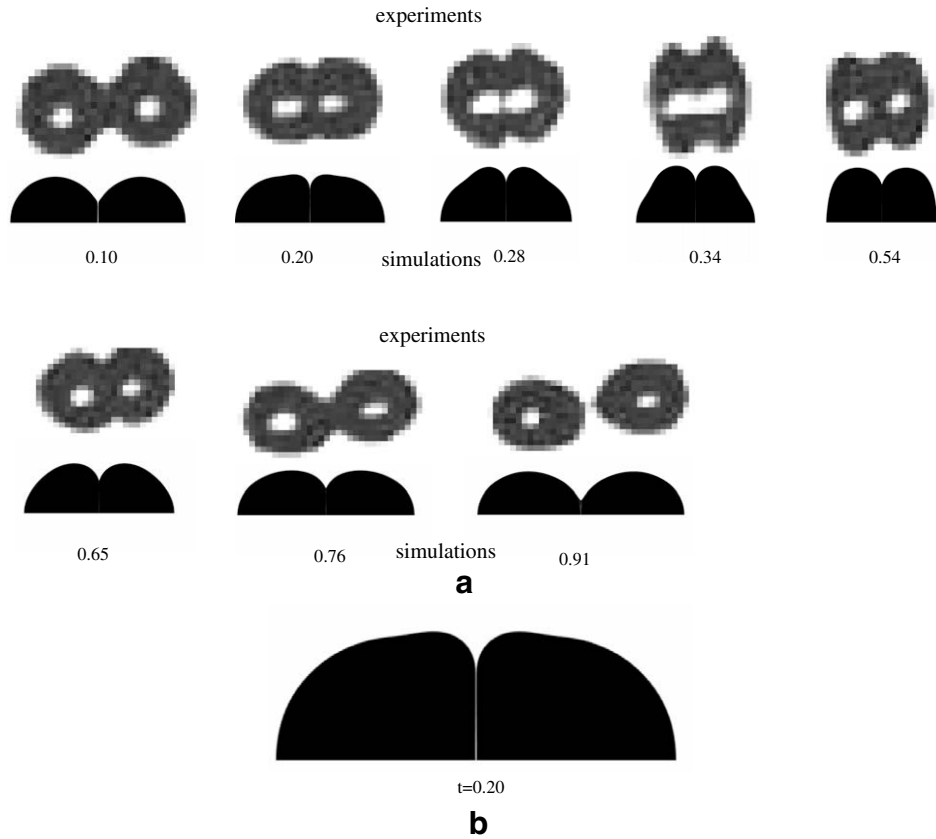 experiments
0.10
0.20
simulations
0.28
0.34
0.54
experiments
0.65
0.76
simulations
0.91
a
t=0.20
b